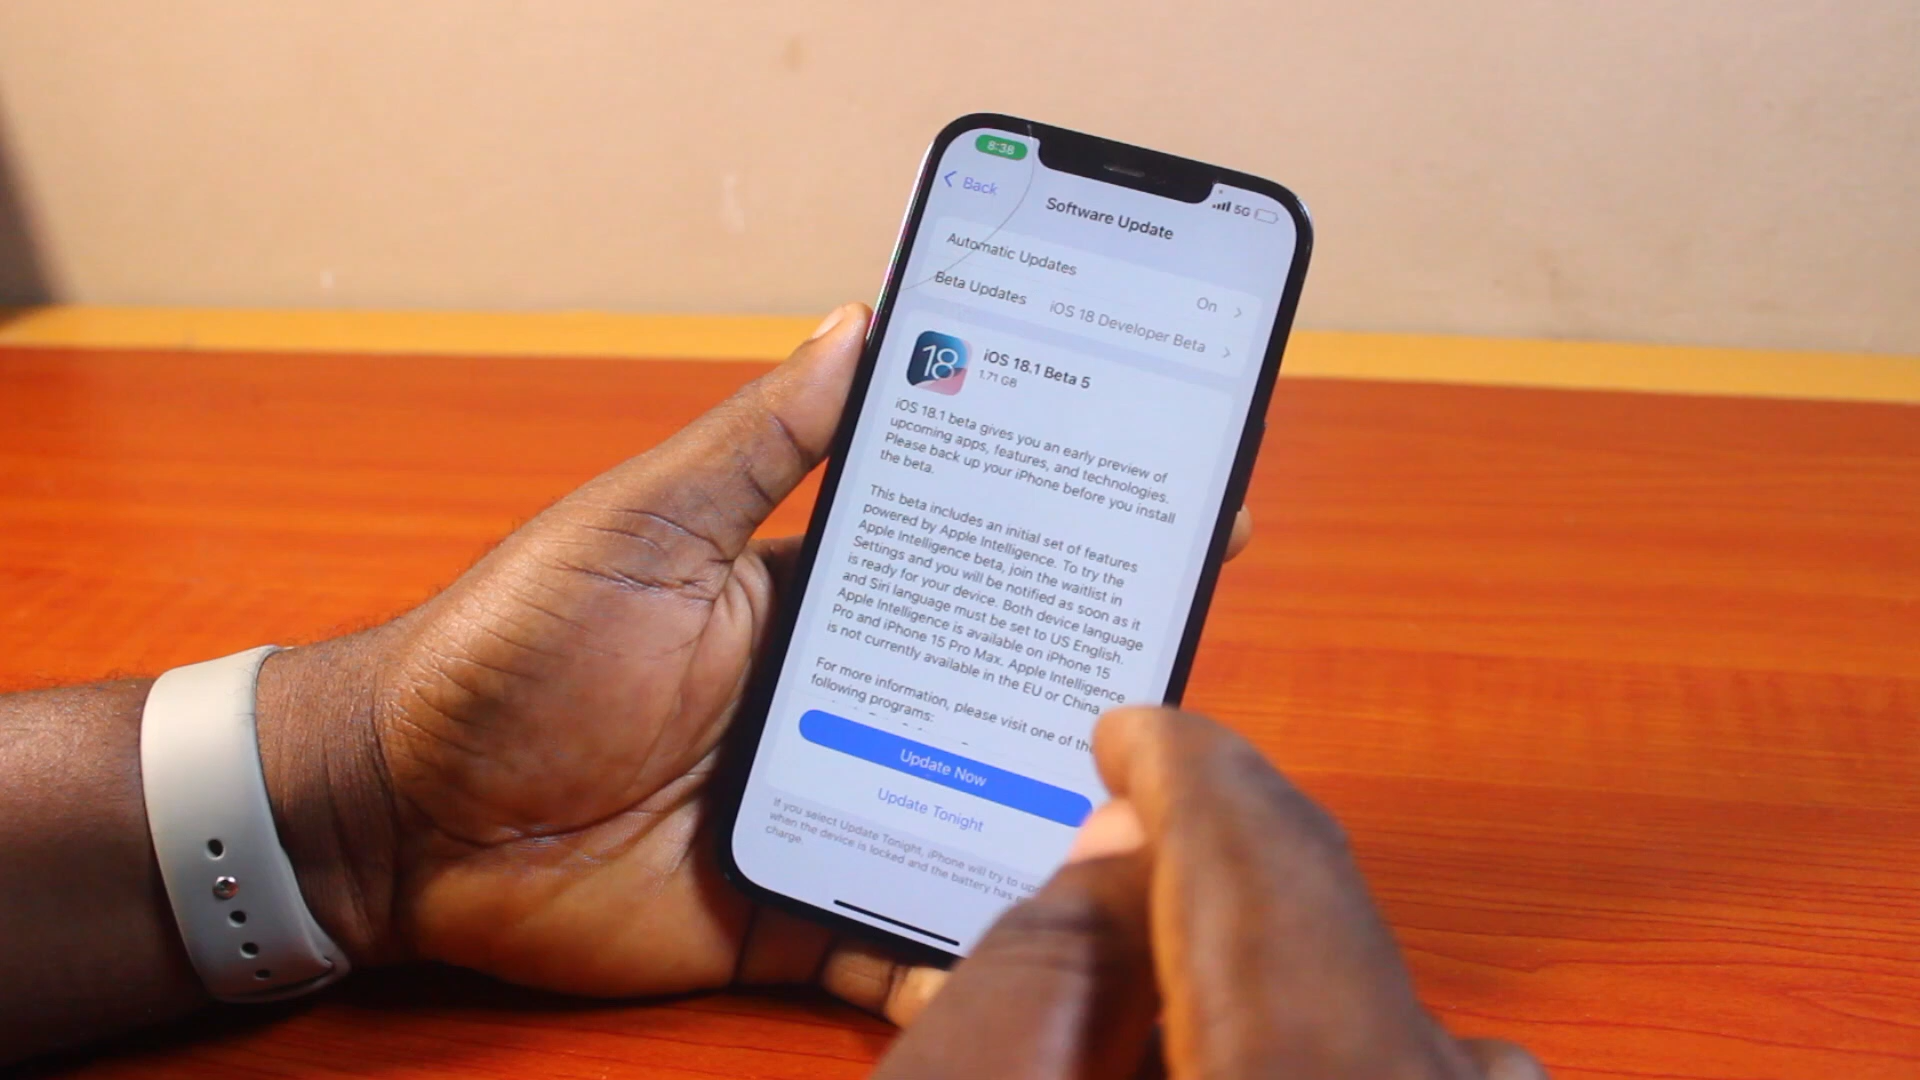 8:38
5G
Back
Software Update
Automatic Updates
On
Beta Updates
iOS 18 Developer Beta
18
iOS 18.1 Beta 5
1.71 GB
iOS 18.1 beta gives you an early preview of
upcoming apps, features, and technologies.
Please back up your iPhone before you install
the beta.
This beta includes an initial set of features
powered by Apple Intelligence. To try the
Apple Intelligence beta, join the waitlist in
Settings and you will be notified as soon as it
is ready for your device. Both device language
and Siri language must be set to US English.
Apple Intelligence is available on iPhone 15
Pro and iPhone 15 Pro Max. Apple Intelligence
is not currently available in the EU or China
For more information, please visit one of the
following programs:
Update Now
Update Tonight
If you select Update Tonight, iPhone will try to
when the device is locked and the battery has
charge.